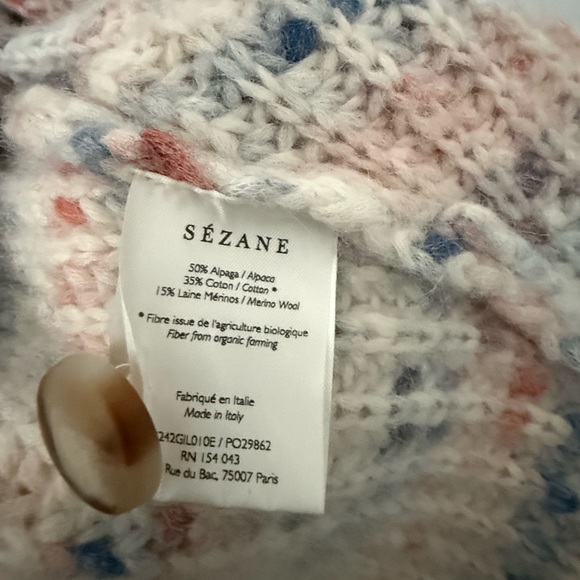 SÉZANE
50% Alpaga / Alpaca
35% Coton / Cotton *
15% Laine Mérinos / Merino Wool
* Fibre issue de l'agriculture biologique
Fiber from organic farming
Fabriqué en Italie
Made in Italy
242GIL010E / PO29862
RN 154 043
Rue du Bac, 75007 Paris